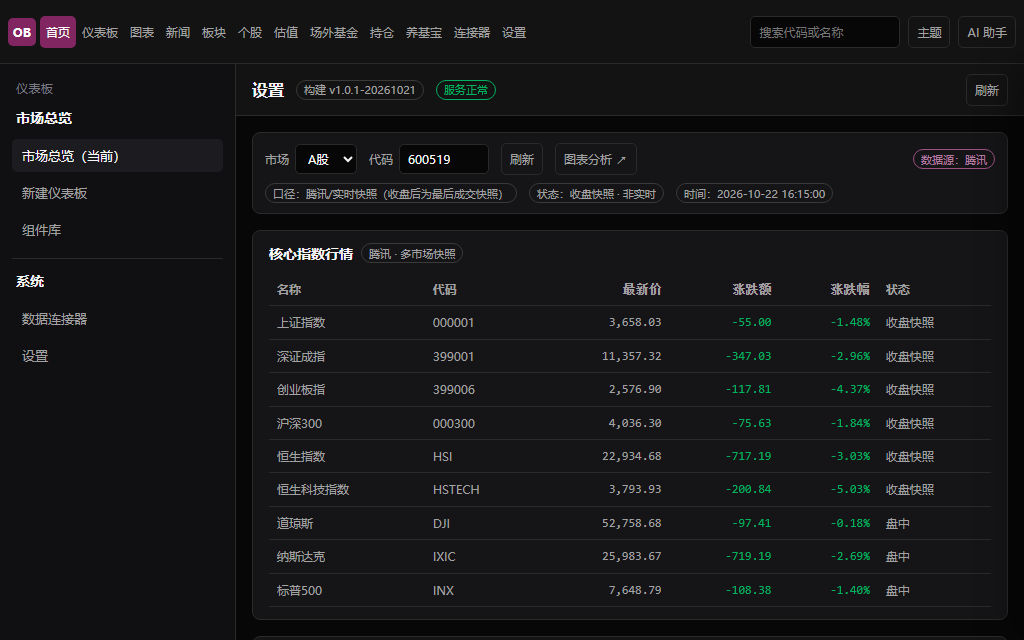 OB 首页 仪表板 图表 新闻 板块 个股 估值 场外基金 持仓 养基宝 连接器 设置 搜索代码或名称 主题 AI 助手
仪表板
市场总览
市场总览（当前）
新建仪表板
组件库
系统
数据连接器
设置
设置 构建 v1.0.1-20261021 服务正常 刷新
市场 A股 代码 600519 刷新 图表分析 ↗ 数据源：腾讯
口径：腾讯/实时快照（收盘后为最后成交快照） 状态：收盘快照 · 非实时 时间：2026-10-22 16:15:00
核心指数行情 腾讯 · 多市场快照
名称 代码 最新价 涨跌额 涨跌幅 状态
上证指数 000001 3,658.03 -55.00 -1.48% 收盘快照
深证成指 399001 11,357.32 -347.03 -2.96% 收盘快照
创业板指 399006 2,576.90 -117.81 -4.37% 收盘快照
沪深300 000300 4,036.30 -75.63 -1.84% 收盘快照
恒生指数 HSI 22,934.68 -717.19 -3.03% 收盘快照
恒生科技指数 HSTECH 3,793.93 -200.84 -5.03% 收盘快照
道琼斯 DJI 52,758.68 -97.41 -0.18% 盘中
纳斯达克 IXIC 25,983.67 -719.19 -2.69% 盘中
标普500 INX 7,648.79 -108.38 -1.40% 盘中